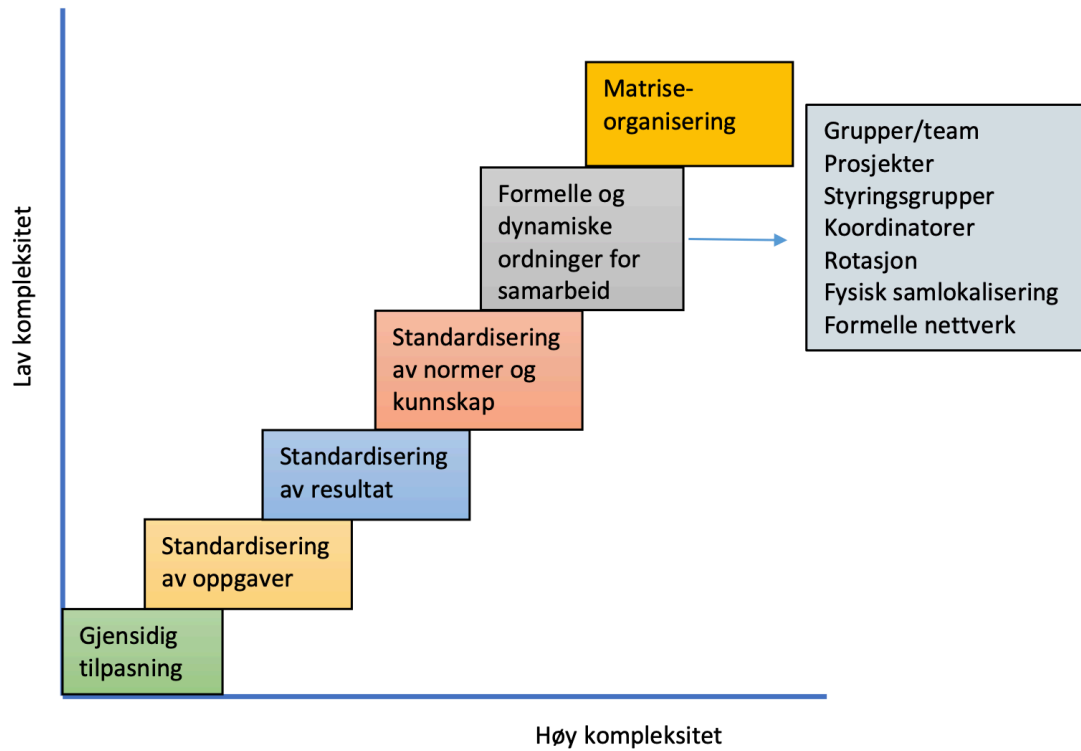 Matrise-
organisering
Grupper/team
Prosjekter
Styringsgrupper
Koordinatorer
Rotasjon
Fysisk samlokalisering
Formelle nettverk
Formelle og
dynamiske
ordninger for
samarbeid
Standardisering
av normer og
kunnskap
Standardisering
av resultat
Standardisering
av oppgaver
Gjensidig
tilpasning
Lav kompleksitet
Høy kompleksitet